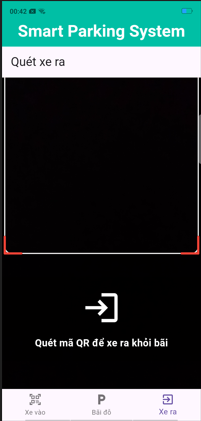 00:42
Smart Parking System
Quét xe ra
Quét mã QR để xe ra khỏi bãi
P
Xe vào
Bãi đỗ
Xe ra